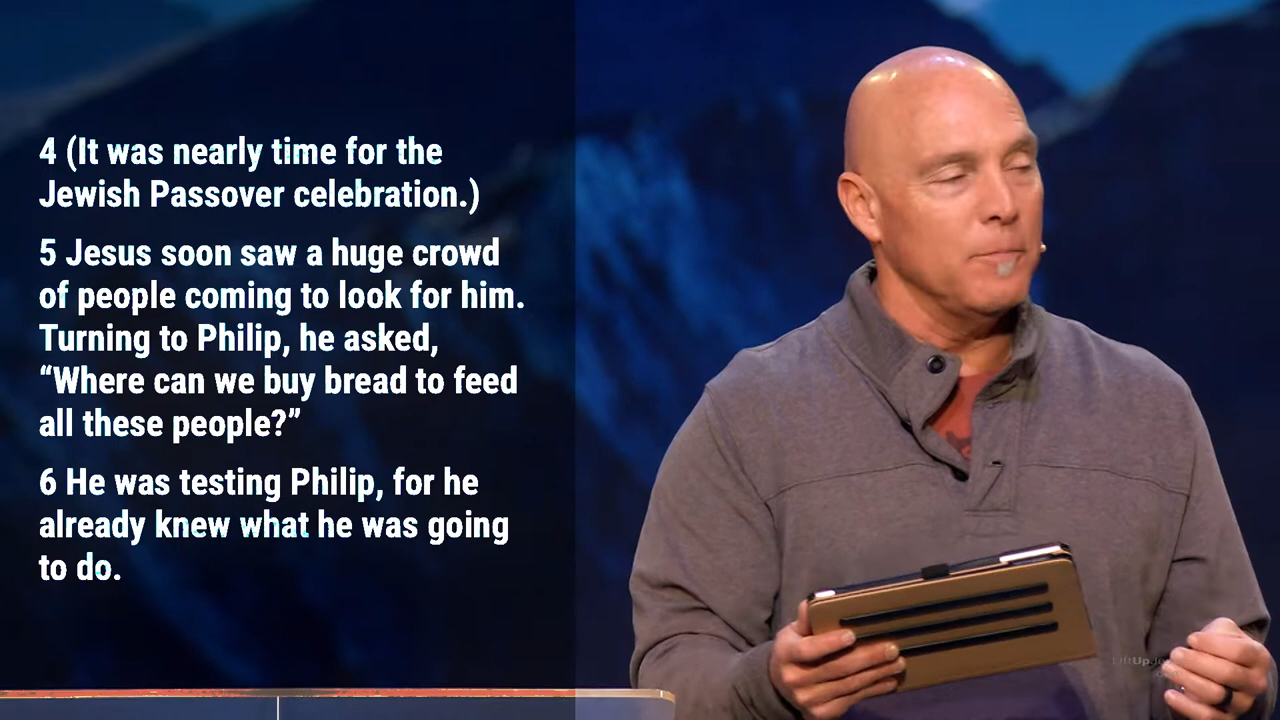 4 (It was nearly time for the
Jewish Passover celebration.)
5 Jesus soon saw a huge crowd
of people coming to look for him.
Turning to Philip, he asked,
“Where can we buy bread to feed
all these people?”
6 He was testing Philip, for he
already knew what he was going
to do.